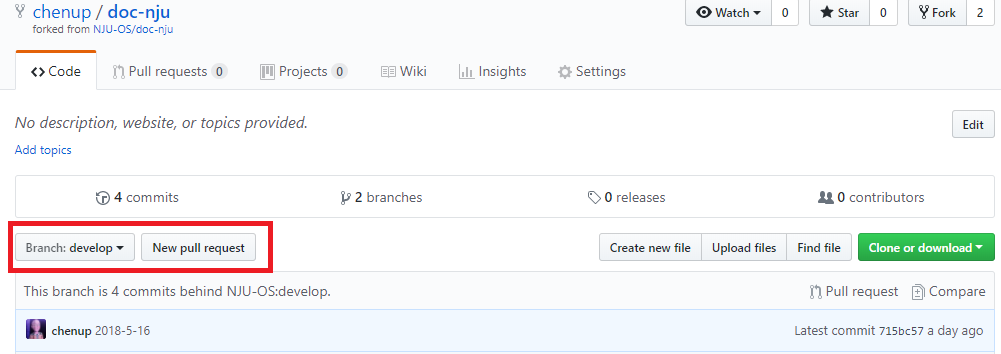 chenup / doc-nju
forked from NJU-OS/doc-nju
Watch 0 Star 0 Fork 2
Code Pull requests 0 Projects 0 Wiki Insights Settings
No description, website, or topics provided.
Edit
Add topics
4 commits 2 branches 0 releases 0 contributors
Branch: develop New pull request Create new file Upload files Find file Clone or download
This branch is 4 commits behind NJU-OS:develop. Pull request Compare
chenup 2018-5-16 Latest commit 715bc57 a day ago